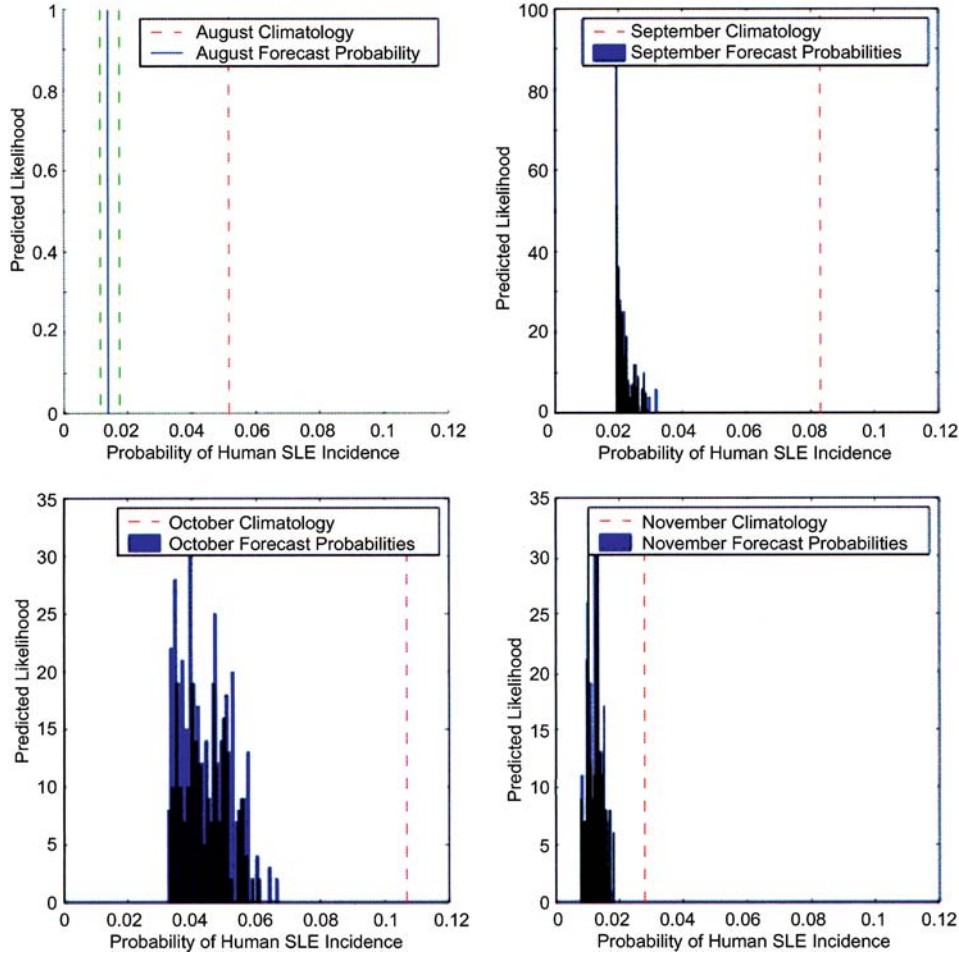 August Climatology
August Forecast Probability
Predicted Likelihood
1
0.8
0.6
0.4
0.2
0
0 0.02 0.04 0.06 0.08 0.1 0.12
Probability of Human SLE Incidence
September Climatology
September Forecast Probabilities
Predicted Likelihood
100
80
60
40
20
0
0 0.02 0.04 0.06 0.08 0.1 0.12
Probability of Human SLE Incidence
October Climatology
October Forecast Probabilities
Predicted Likelihood
35
30
25
20
15
10
5
0
0 0.02 0.04 0.06 0.08 0.1 0.12
Probability of Human SLE Incidence
November Climatology
November Forecast Probabilities
Predicted Likelihood
35
30
25
20
15
10
5
0
0 0.02 0.04 0.06 0.08 0.1 0.12
Probability of Human SLE Incidence